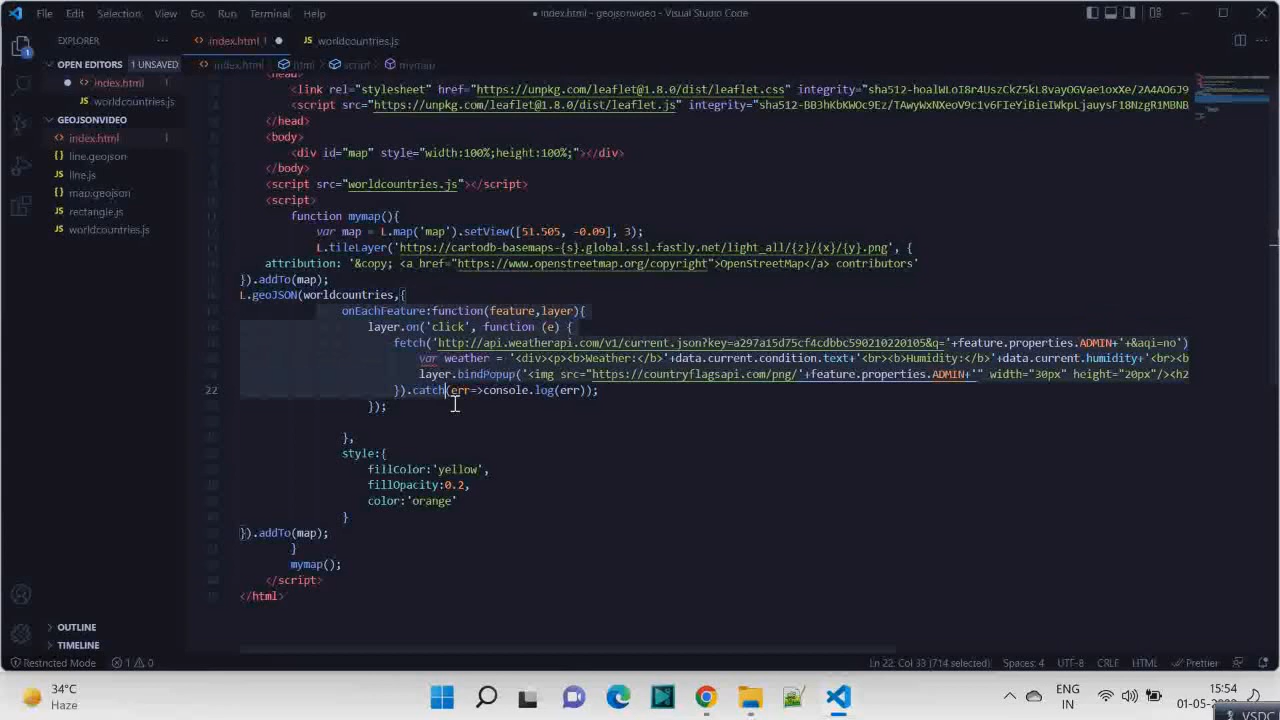 File Edit Selection View Go Run Terminal Help
● index.html - geojsonvideo - Visual Studio Code
EXPLORER
index.html 1
worldcountries.js
OPEN EDITORS 1 UNSAVED
index.html
worldcountries.js
GEOJSONVIDEO
index.html 1
line.geojson
line.js
map.geojson
rectangle.js
worldcountries.js
index.html > html > script > mymap
<head>
<link rel="stylesheet" href="https://unpkg.com/leaflet@1.8.0/dist/leaflet.css"
<script src="https://unpkg.com/leaflet@1.8.0/dist/leaflet.js"
</head>
<body>
<div id="map" style="width:100%;height:100%;"></div>
</body>
<script src="worldcountries.js"></script>
<script>
function mymap(){
var map = L.map('map').setView([51.505, -0.09], 3);
L.tileLayer('https://cartodb-basemaps-{s}.global.ssl.fastly.net/light_all/{z}/{x}/{y}.png', {
attribution: '&copy; <a href="https://www.openstreetmap.org/copyright">OpenStreetMap</a> contributors'
}).addTo(map);
L.geoJSON(worldcountries,{
onEachFeature:function(feature,layer){
layer.on('click', function (e) {
fetch('http://api.weatherapi.com/v1/current.json?key=a297a15d75cf4cdbbc590210220105&q='+feature.properties.ADMIN+'+&aqi=no')
var weather = '<div><p><b>Weather:</b>'+data.current.condition.text+'<br><b>Humidity:</b>'+data.current.humidity+'<br><b
layer.bindPopup('<img src="https://countryflagsapi.com/png/'+feature.properties.ADMIN+'" width="30px" height="20px"/><h2
22 }).catch(err=>console.log(err));
});
},
style:{
fillColor:'yellow',
fillOpacity:0.2,
color:'orange'
}
}).addTo(map);
}
mymap();
</script>
</html>
OUTLINE
TIMELINE
Restricted Mode 1 0
Ln 22, Col 33 (714 selected) Spaces: 4 UTF-8 CRLF HTML Prettier
34°C
Haze
ENG
IN
15:54
VSDC